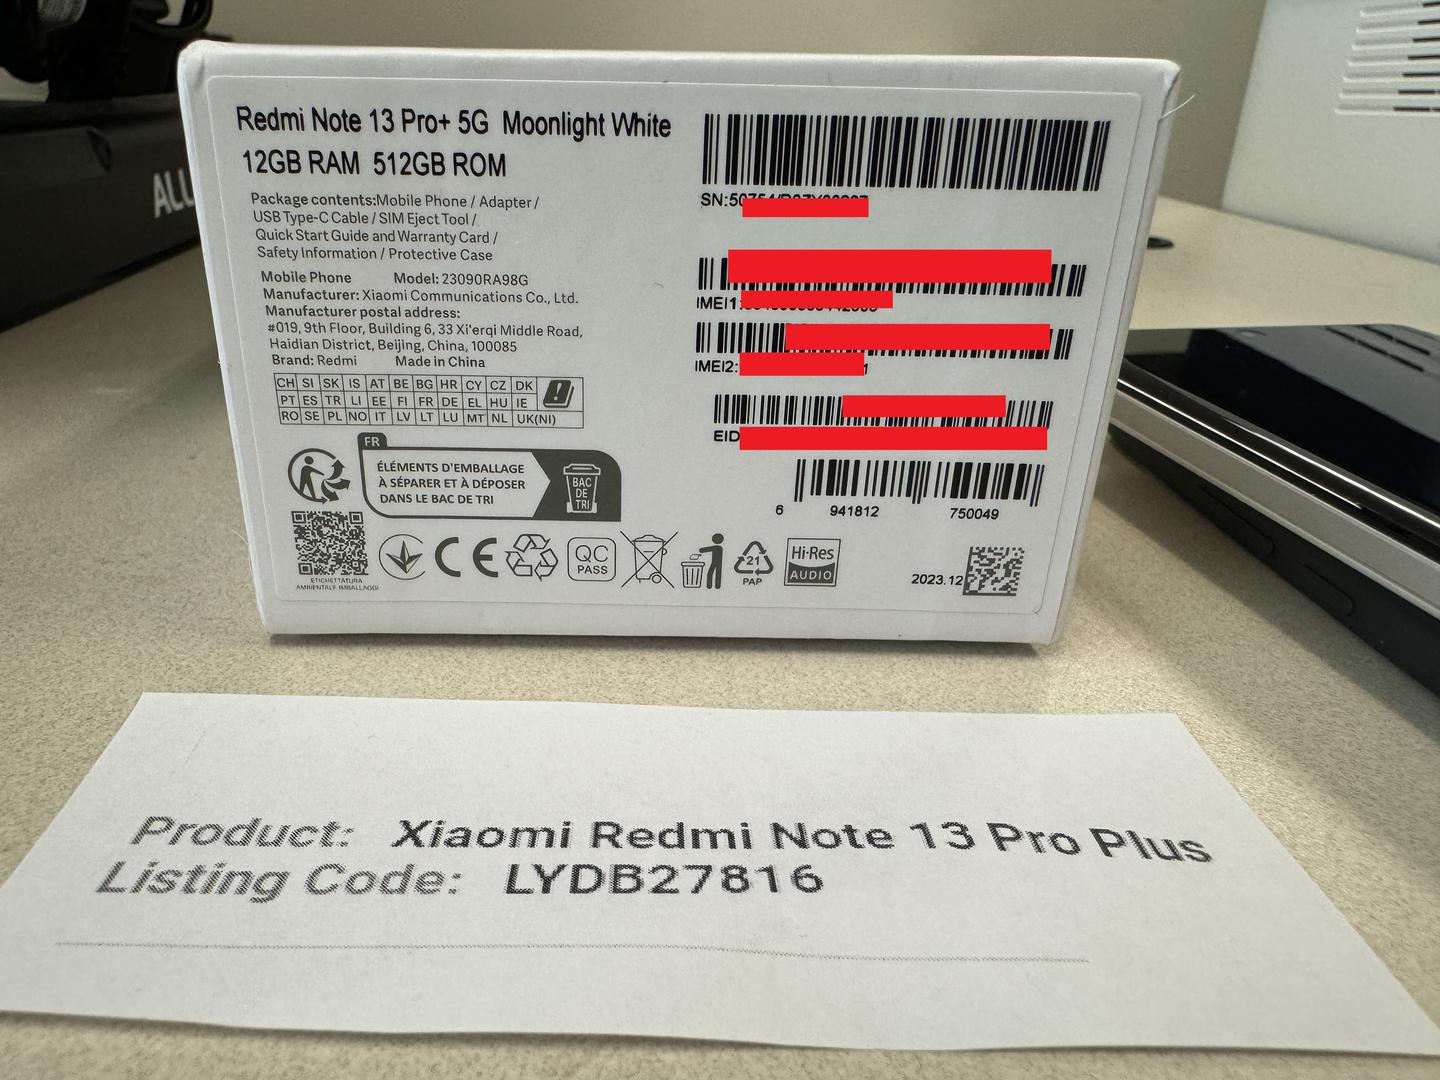 ALL
Redmi Note 13 Pro+ 5G Moonlight White
12GB RAM 512GB ROM
Package contents:Mobile Phone / Adapter /
USB Type-C Cable / SIM Eject Tool /
Quick Start Guide and Warranty Card /
Safety Information / Protective Case
Mobile Phone Model: 23090RA98G
Manufacturer: Xiaomi Communications Co., Ltd.
Manufacturer postal address:
#019, 9th Floor, Building 6, 33 Xi'erqi Middle Road,
Haidian District, Beijing, China, 100085
Brand: Redmi Made in China
CH SI SK IS AT BE BG HR CY CZ DK
PT ES TR LI EE FI FR DE EL HU IE
RO SE PL NO IT LV LT LU MT NL UK(NI)
FR
ÉLÉMENTS D'EMBALLAGE
À SÉPARER ET À DÉPOSER
DANS LE BAC DE TRI
BAC
DE
TRI
ETICHETTATURA
AMBIENTALE IMBALLAGGI
CE
QC
PASS
21
PAP
Hi-Res
AUDIO
SN:
IMEI1:
IMEI2:
EID
6 941812 750049
2023.12
Product: Xiaomi Redmi Note 13 Pro Plus
Listing Code: LYDB27816